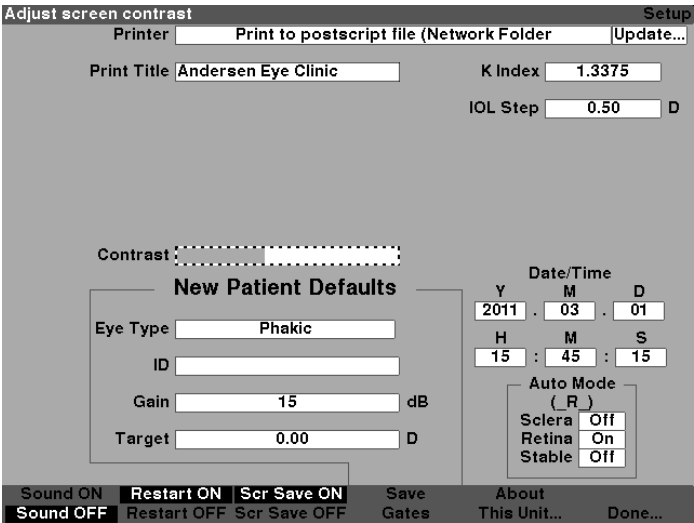 Adjust screen contrast Setup
Printer Print to postscript file (Network Folder Update...
Print Title Andersen Eye Clinic K Index 1.3375
IOL Step 0.50 D
Contrast
New Patient Defaults
Date/Time
Y M D
2011 . 03 . 01
Eye Type Phakic
H M S
15 : 45 : 15
ID
Auto Mode
(_R_)
Gain 15 dB
Sclera Off
Target 0.00 D
Retina On
Stable Off
Sound ON Restart ON Scr Save ON Save About
Sound OFF Restart OFF Scr Save OFF Gates This Unit... Done...